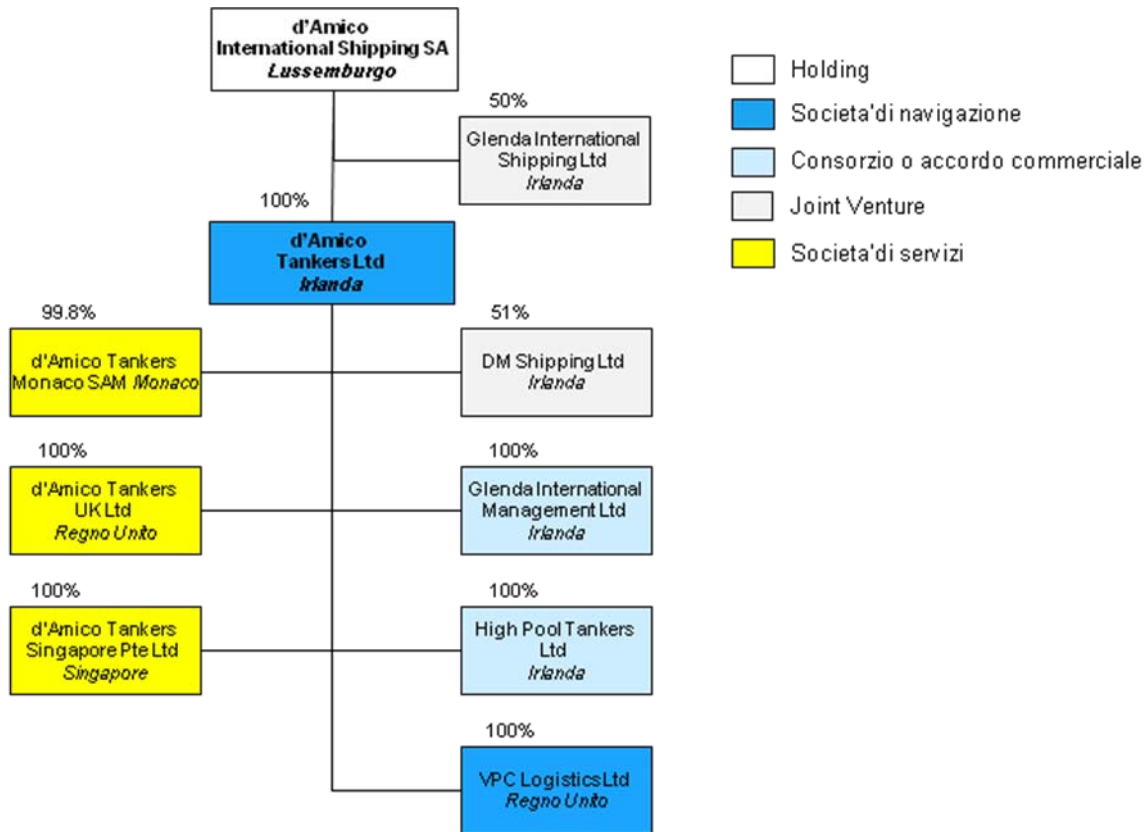 d'Amico
International Shipping SA
Lussemburgo
50%
Glenda International
Shipping Ltd
Irlanda
100%
d'Amico
Tankers Ltd
Irlanda
99.8%
d'Amico Tankers
Monaco SAM Monaco
51%
DM Shipping Ltd
Irlanda
100%
d'Amico Tankers
UK Ltd
Regno Unito
100%
Glenda International
Management Ltd
Irlanda
100%
d'Amico Tankers
Singapore Pte Ltd
Singapore
100%
High Pool Tankers
Ltd
Irlanda
100%
VPC Logistics Ltd
Regno Unito
Holding
Societa'di navigazione
Consorzio o accordo commerciale
Joint Venture
Societa'di servizi